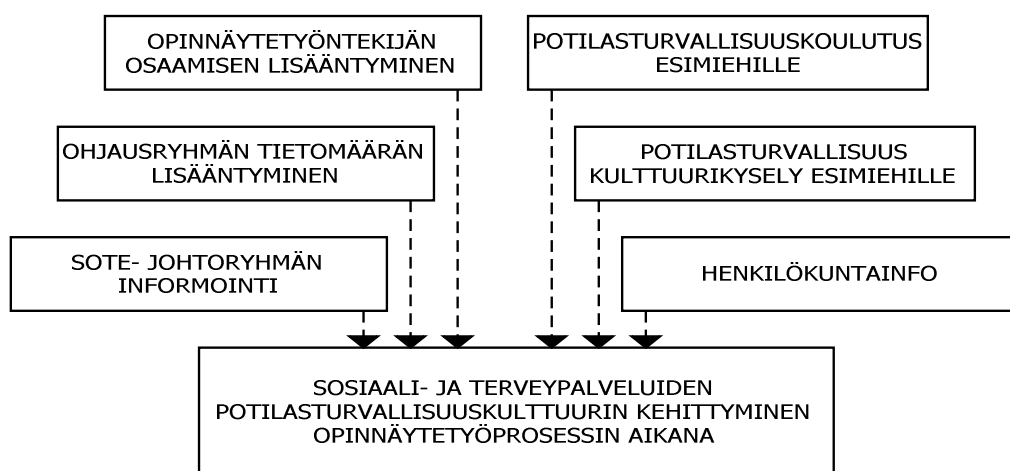 OPINNÄYTETYÖNTEKIJÄN
OSAAMISEN LISÄÄNTYMINEN
POTILASTURVALLISUUSKOULUTUS
ESIMIEHILLE
OHJAUSRYHMÄN TIETOMÄÄRÄN
LISÄÄNTYMINEN
POTILASTURVALLISUUS
KULTTUURIKYSELY ESIMIEHILLE
SOTE- JOHTORYHMÄN
INFORMOINTI
HENKILÖKUNTAINFO
SOSIAALI- JA TERVEYPALVELUIDEN
POTILASTURVALLISUUSKULTTUURIN KEHITTYMINEN
OPINNÄYTETYÖPROSESSIN AIKANA